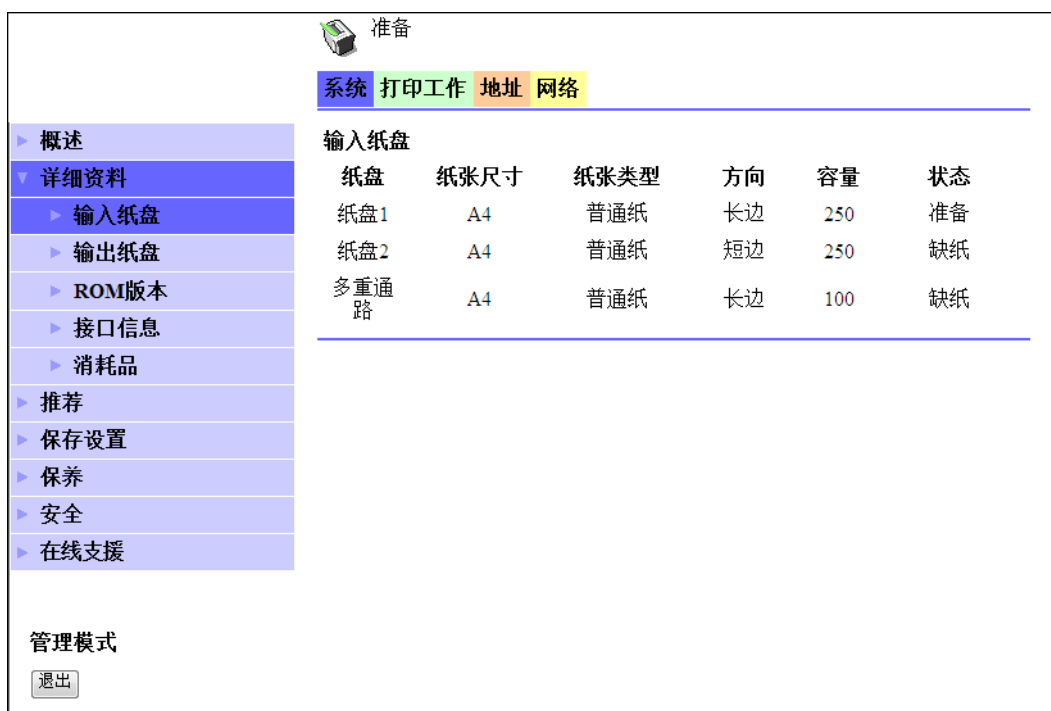 准备
系统 打印工作 地址 网络
概述
详细资料
输入纸盘
输出纸盘
ROM版本
接口信息
消耗品
推荐
保存设置
保养
安全
在线支援
管理模式
退出
输入纸盘
纸盘 纸张尺寸 纸张类型 方向 容量 状态
纸盘1 A4 普通纸 长边 250 准备
纸盘2 A4 普通纸 短边 250 缺纸
多重通
路 A4 普通纸 长边 100 缺纸